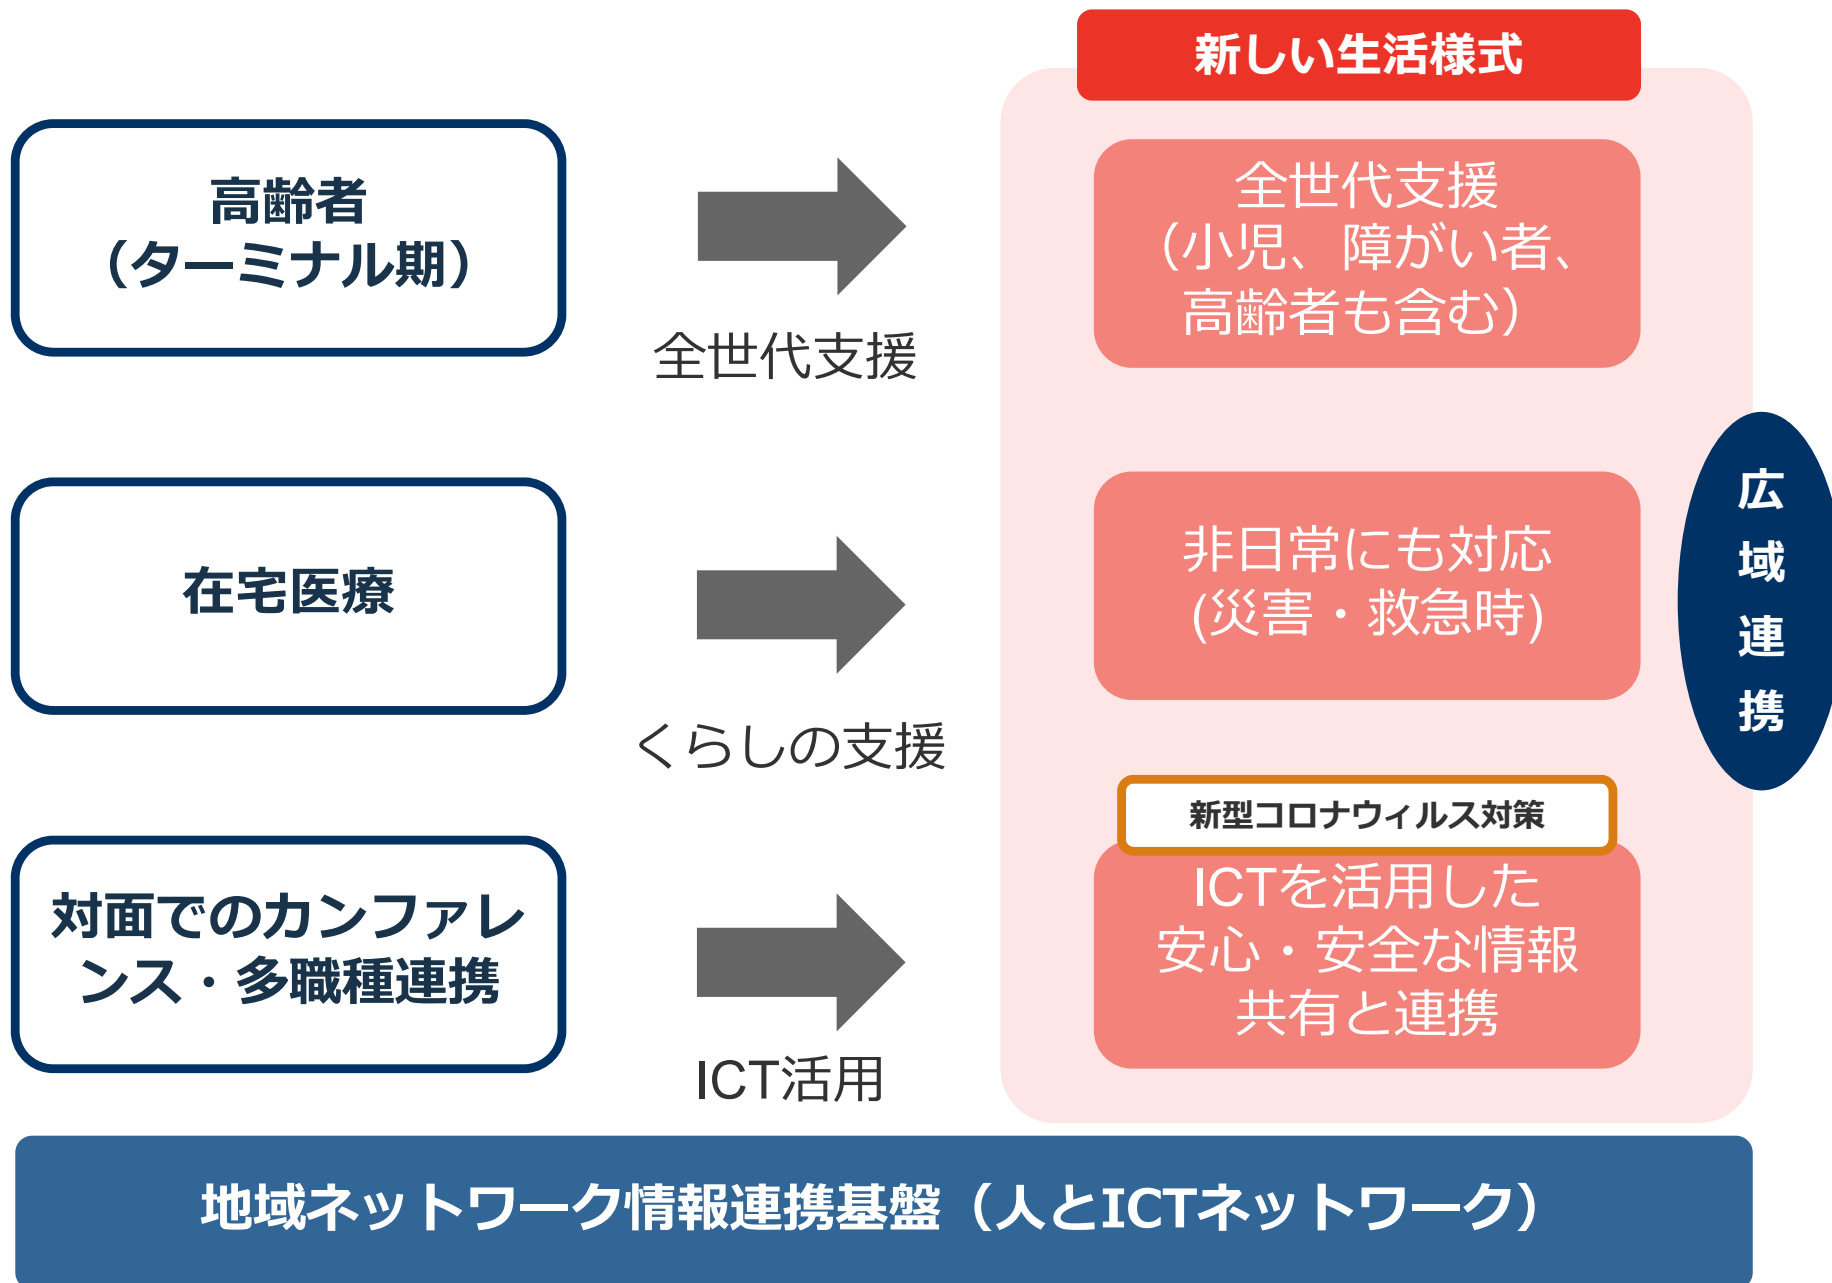 新しい生活様式
高齢者
（ターミナル期）
全世代支援
全世代支援
（小児、障がい者、
高齢者も含む）
在宅医療
くらしの支援
非日常にも対応
(災害・救急時)
広
域
連
携
対面でのカンファレ
ンス・多職種連携
ICT活用
新型コロナウィルス対策
ICTを活用した
安心・安全な情報
共有と連携
地域ネットワーク情報連携基盤（人とICTネットワーク）